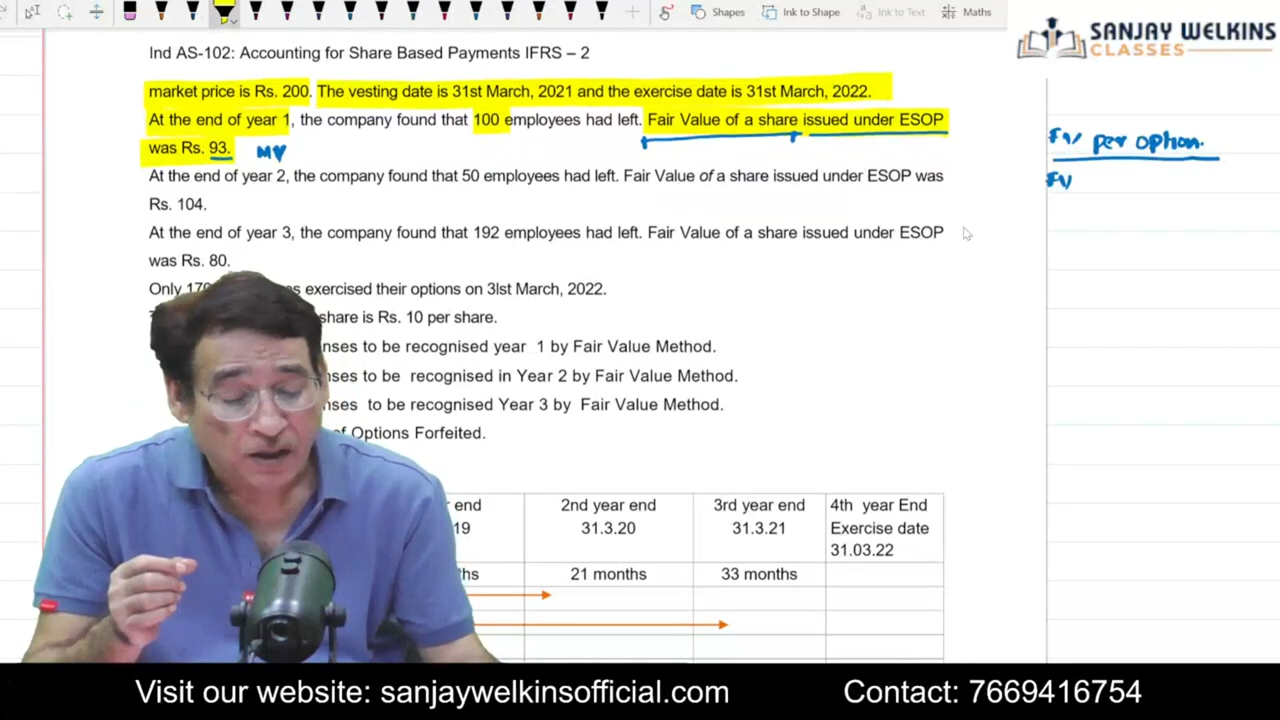 Shapes Ink to Shape Ink to Text Maths
SANJAY WELKINS
CLASSES
Ind AS-102: Accounting for Share Based Payments IFRS – 2
market price is Rs. 200. The vesting date is 31st March, 2021 and the exercise date is 31st March, 2022.
At the end of year 1, the company found that 100 employees had left. Fair Value of a share issued under ESOP
was Rs. 93. MV
FV per option.
FV
At the end of year 2, the company found that 50 employees had left. Fair Value of a share issued under ESOP was
Rs. 104.
At the end of year 3, the company found that 192 employees had left. Fair Value of a share issued under ESOP
was Rs. 80.
Only exercised their options on 3lst March, 2022.
share is Rs. 10 per share.
nses to be recognised year 1 by Fair Value Method.
nses to be recognised in Year 2 by Fair Value Method.
nses to be recognised Year 3 by Fair Value Method.
of Options Forfeited.
end 2nd year end 3rd year end 4th year End
19 31.3.20 31.3.21 Exercise date
31.03.22
hs 21 months 33 months
Visit our website: sanjaywelkinsofficial.com Contact: 7669416754